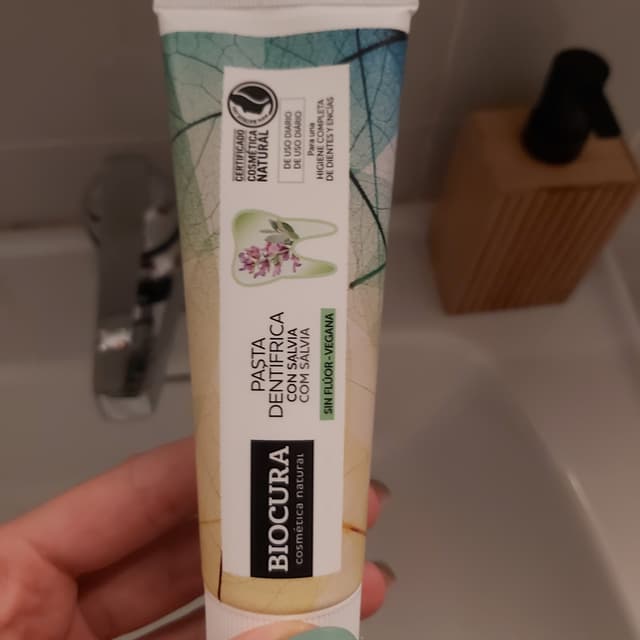 BIOCURA
cosmética natural
PASTA
DENTÍFRICA
CON SALVIA
COM SÁLVIA
SIN FLÚOR - VEGANA
CERTIFICADO
COSMÉTICA
NATURAL
DE USO DIARIO
DE USO DIÁRIO
Para una
HIGIENE COMPLETA
DE DIENTES Y ENCÍAS